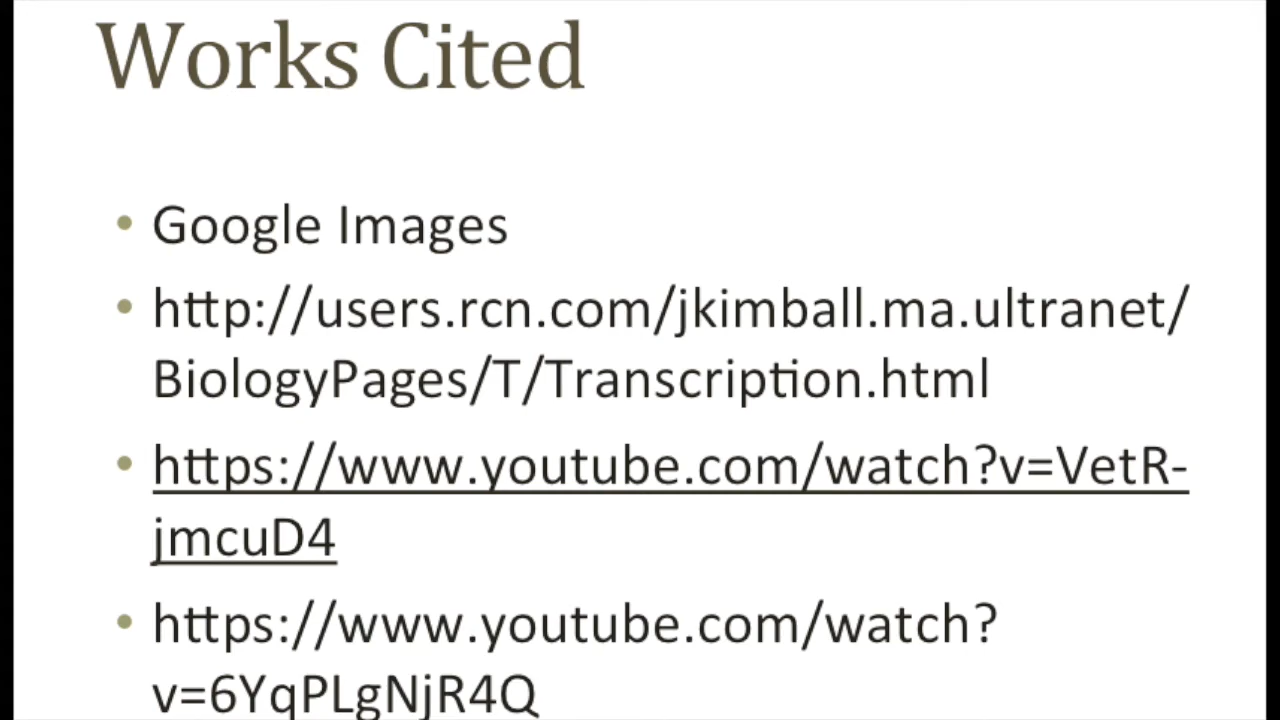 Works Cited
• Google Images
• http://users.rcn.com/jkimball.ma.ultranet/
BiologyPages/T/Transcription.html
• https://www.youtube.com/watch?v=VetR-
jmcuD4
• https://www.youtube.com/watch?
v=6YqPLgNjR4Q